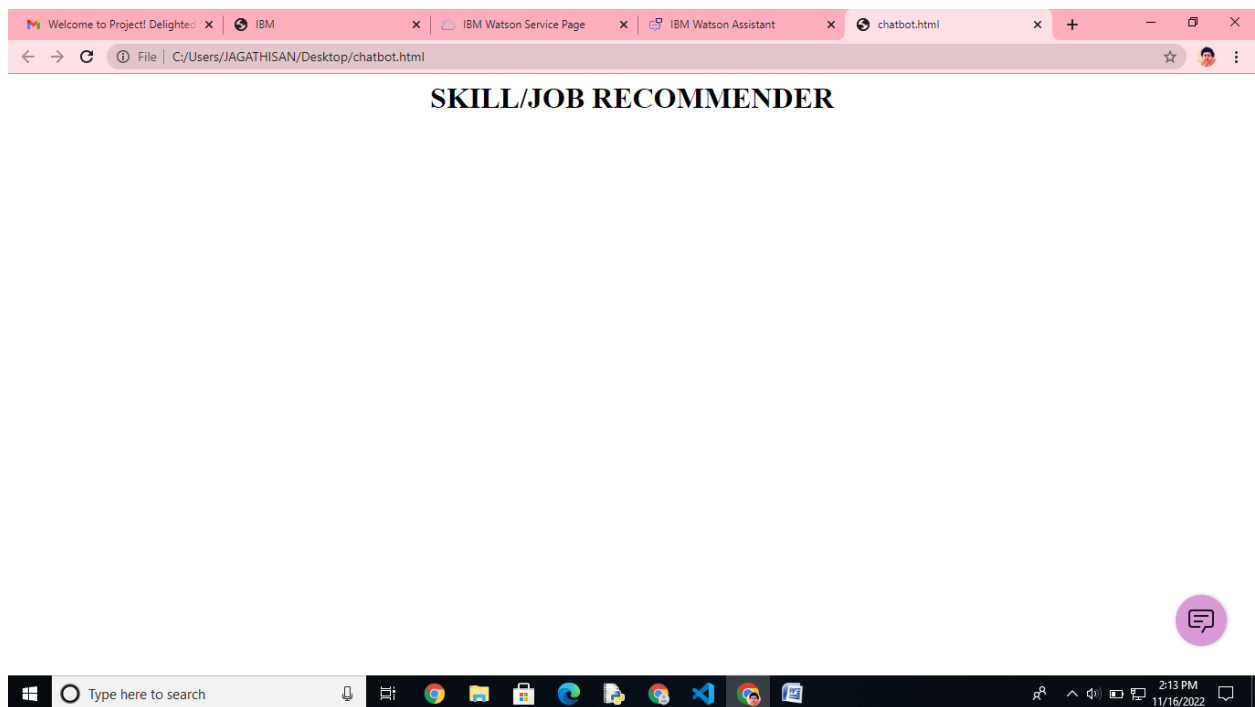 Welcome to Project! Delighted
IBM
IBM Watson Service Page
IBM Watson Assistant
chatbot.html
File | C:/Users/JAGATHISAN/Desktop/chatbot.html
SKILL/JOB RECOMMENDER
Type here to search
2:13 PM
11/16/2022